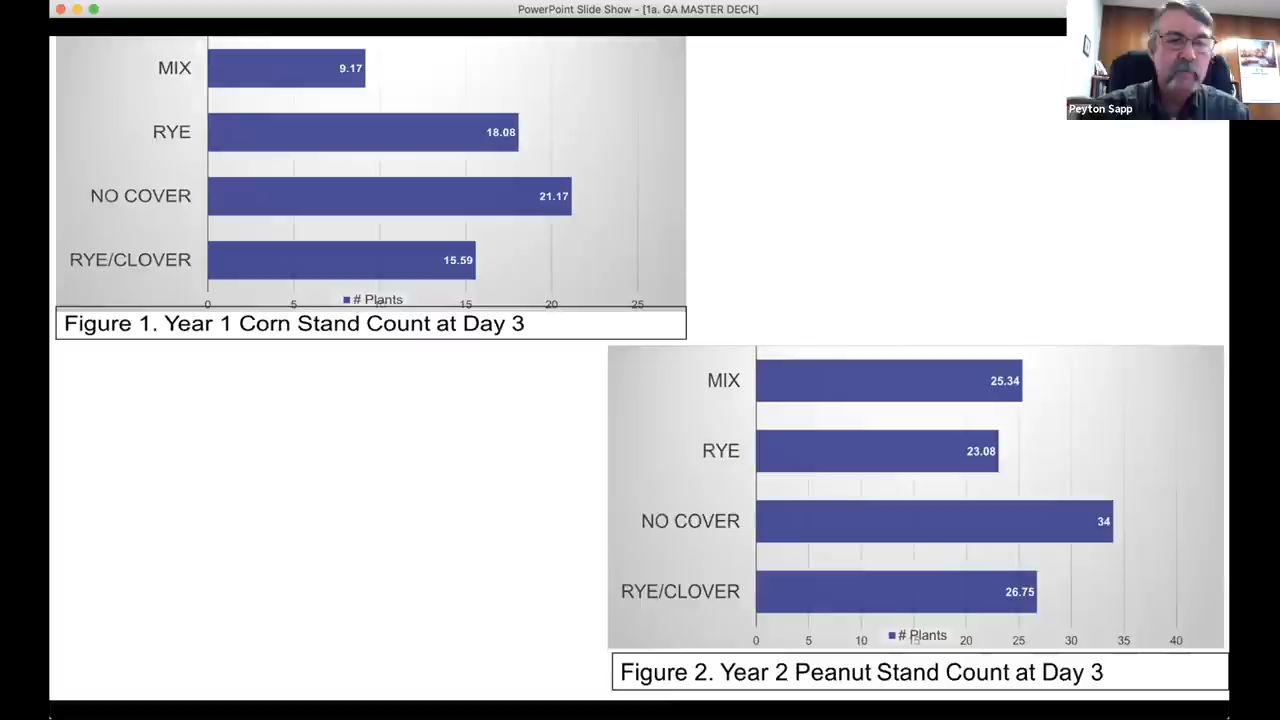 PowerPoint Slide Show - [1a. GA MASTER DECK]
Peyton Sapp
MIX
9.17
RYE
18.08
NO COVER
21.17
RYE/CLOVER
15.59
0 5 10 15 20 25
# Plants
Figure 1. Year 1 Corn Stand Count at Day 3
MIX
25.34
RYE
23.08
NO COVER
34
RYE/CLOVER
26.75
0 5 10 15 20 25 30 35 40
# Plants
Figure 2. Year 2 Peanut Stand Count at Day 3